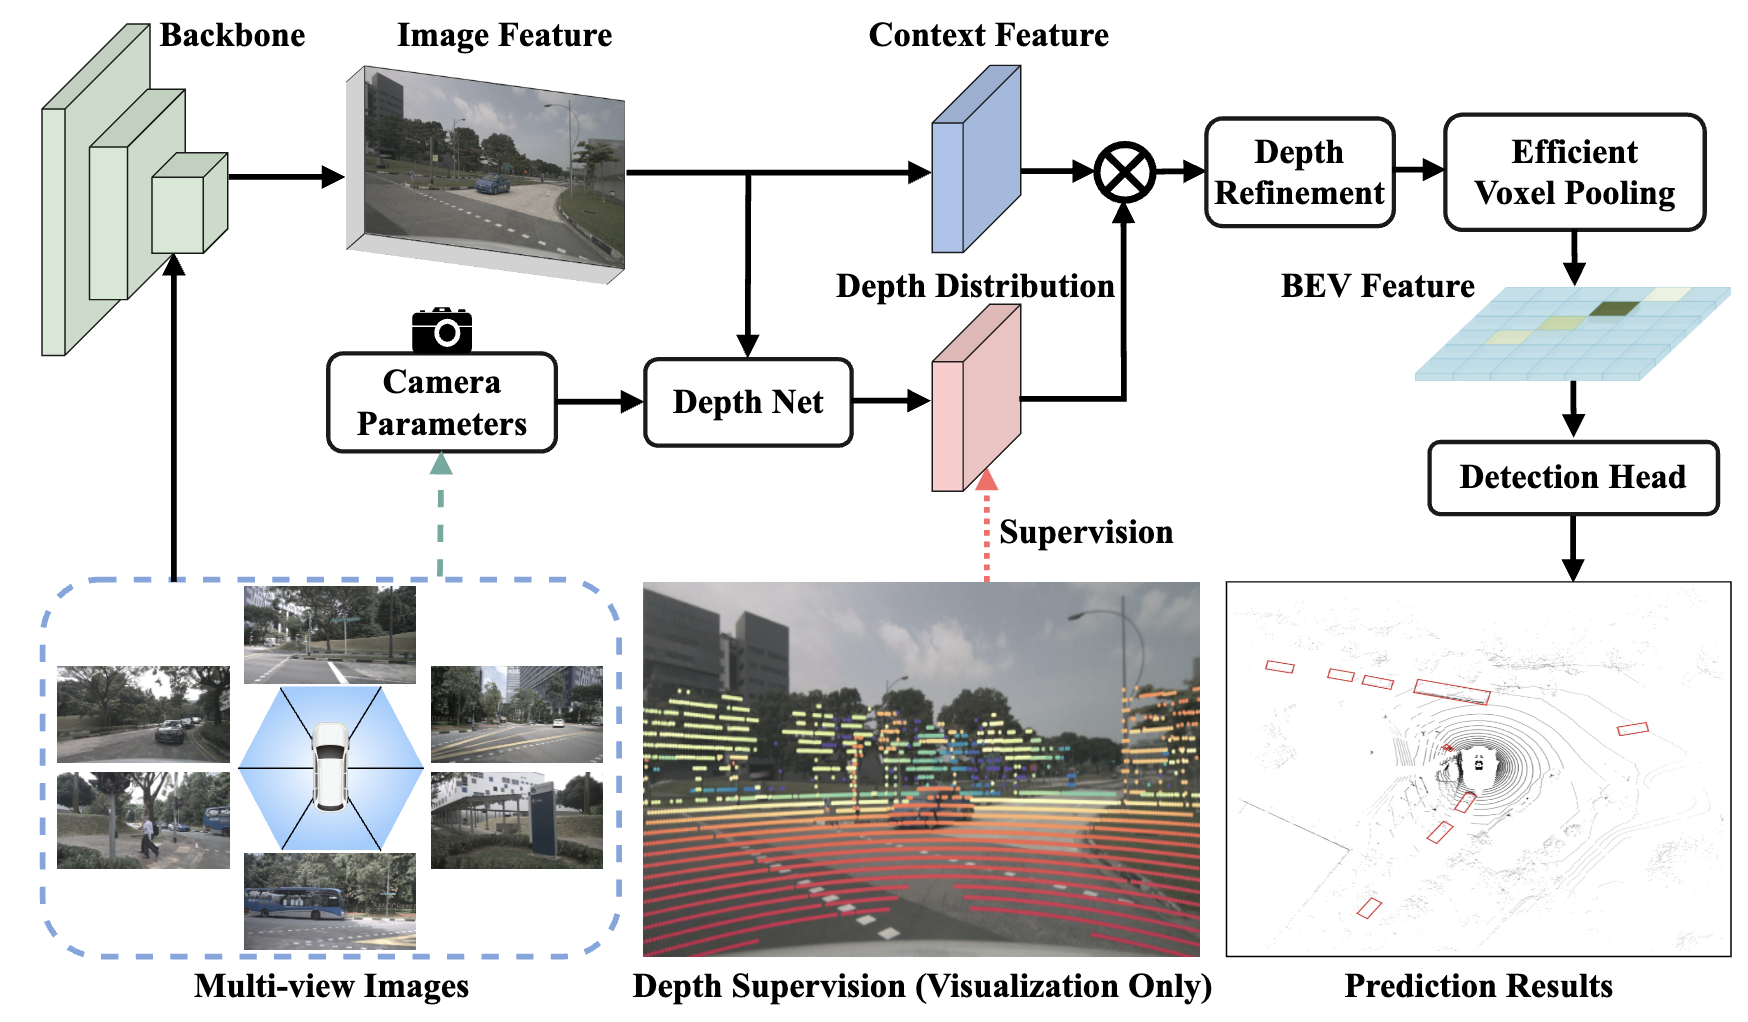 Backbone
Image Feature
Context Feature
Depth
Refinement
Efficient
Voxel Pooling
Depth Distribution
BEV Feature
Camera
Parameters
Depth Net
Detection Head
Supervision
Multi-view Images
Depth Supervision (Visualization Only)
Prediction Results